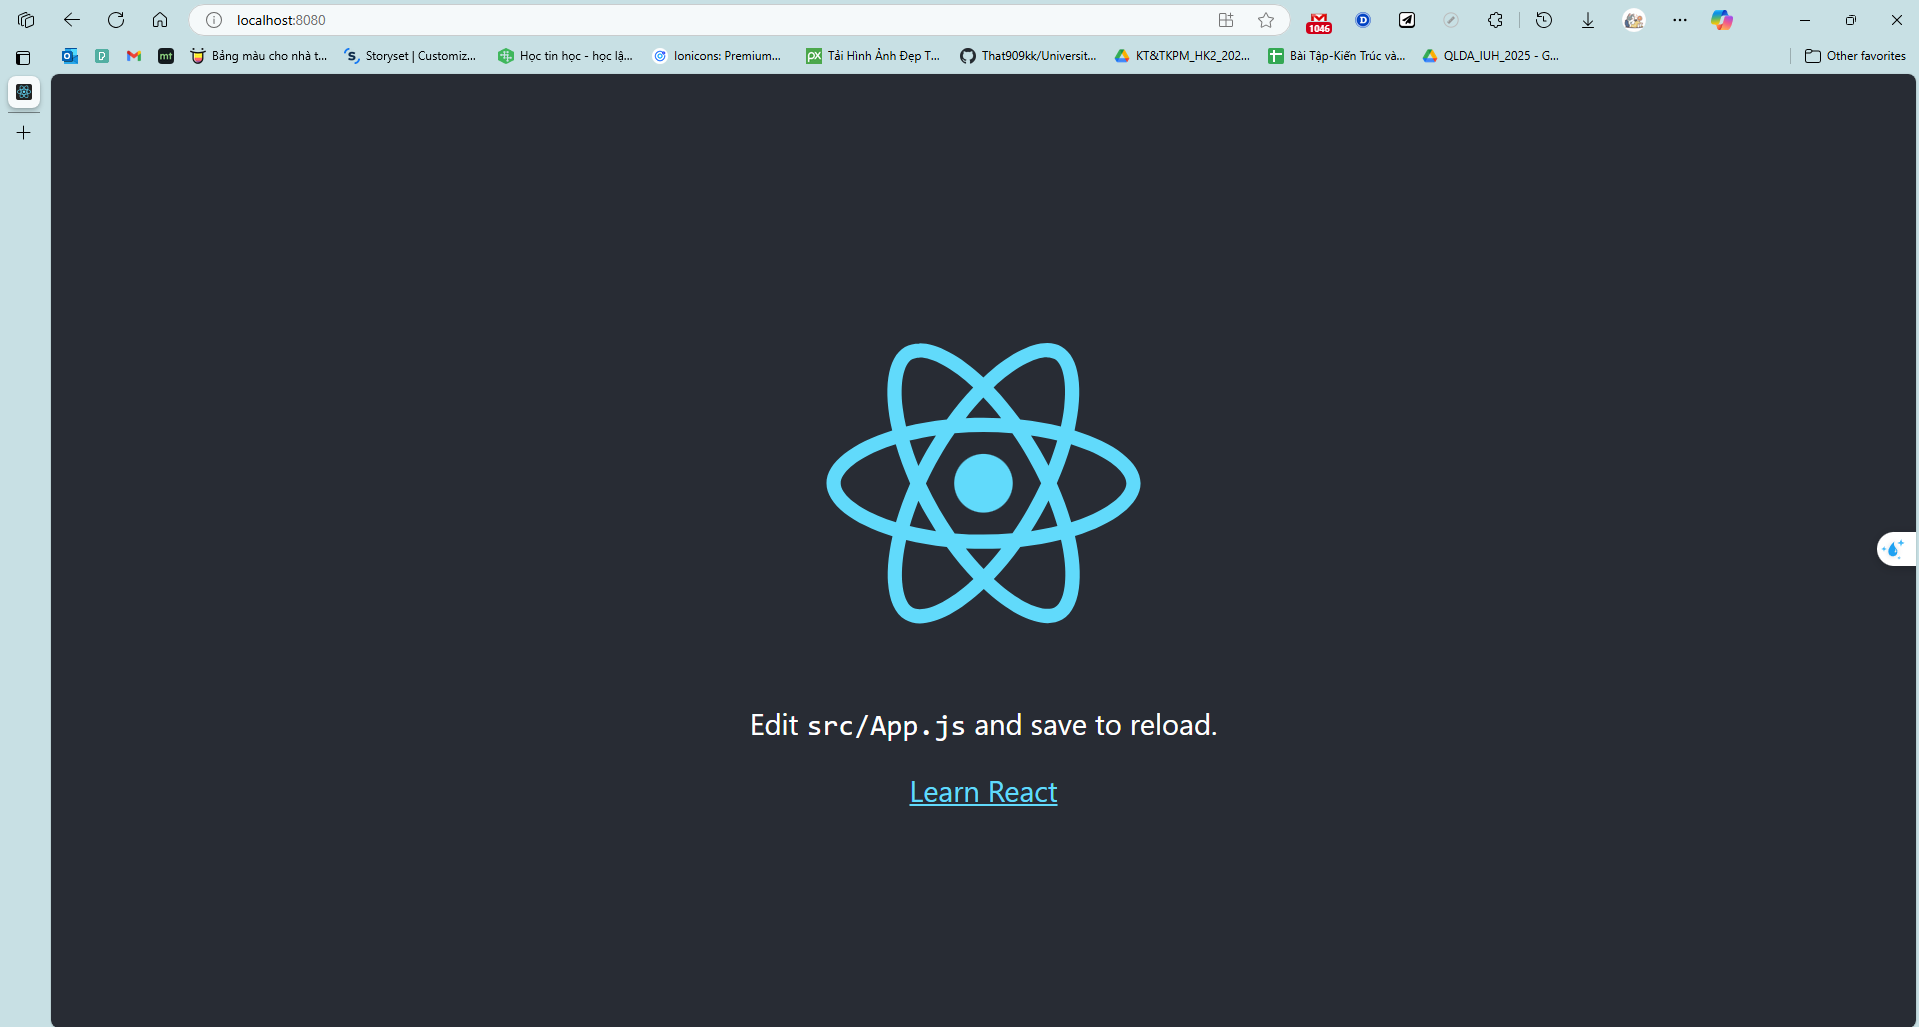 localhost:8080
1046
D
Bảng màu cho nhà t...
Storyset | Customiz...
Học tin học - học lậ...
Ionicons: Premium...
Tải Hình Ảnh Đẹp T...
That909kk/Universit...
KT&TKPM_HK2_202...
Bài Tập-Kiến Trúc và...
QLDA_IUH_2025 - G...
Other favorites
mt
px
Edit src/App.js and save to reload.
Learn React